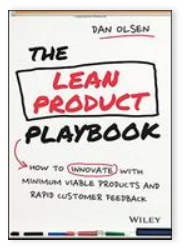 DAN OLSEN
THE
LEAN
PRODUCT
PLAYBOOK
HOW TO INNOVATE WITH
MINIMUM VIABLE PRODUCTS AND
RAPID CUSTOMER FEEDBACK
WILEY